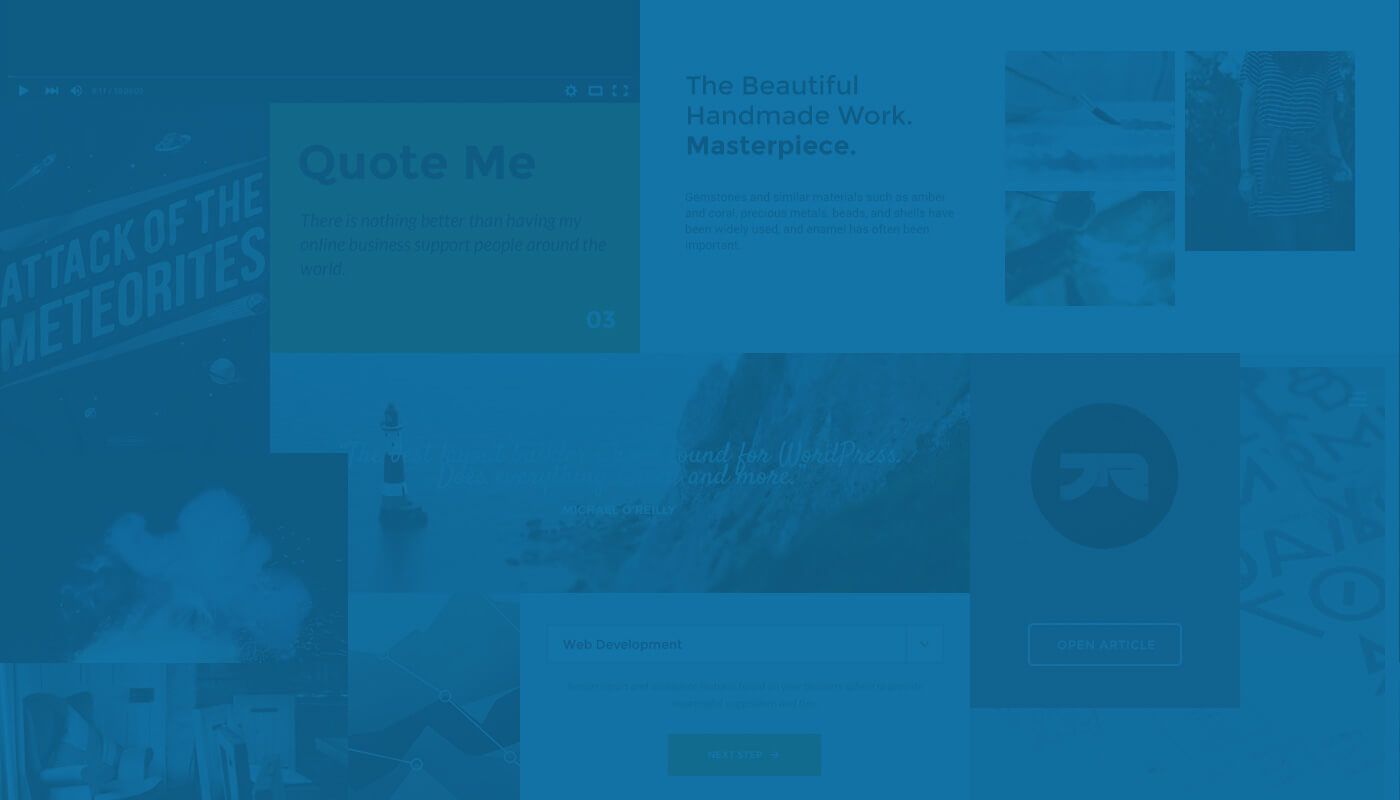 ATTACK OF THE
METEORITES
Quote Me
There is nothing better than having my
online business support people around the
world.
03
The Beautiful
Handmade Work.
Masterpiece.
Gemstones and similar materials such as amber
and coral, precious metals, beads, and shells have
been widely used, and enamel has often been
important.
"The best layout builder found for WordPress.
Does everything and more."
MICHAEL O'REILLY
OPEN ARTICLE
Web Development
NEXT STEP →